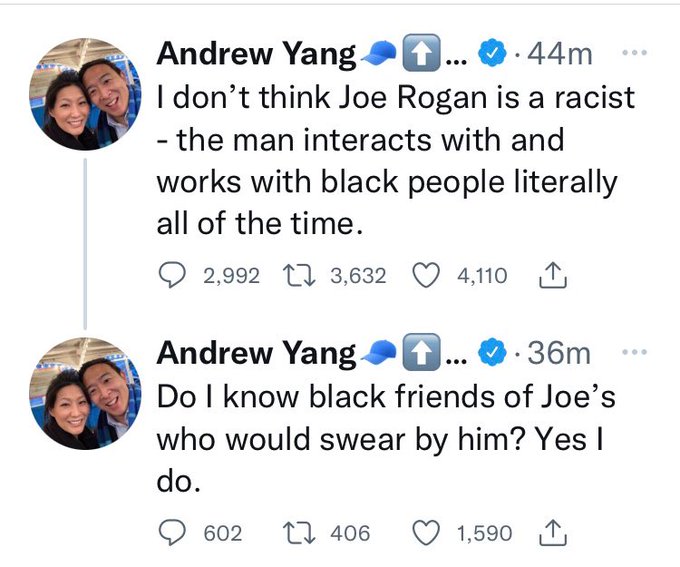 Andrew Yang🧢⬆️... · 44m
I don’t think Joe Rogan is a racist
- the man interacts with and
works with black people literally
all of the time.
2,992 3,632 4,110
Andrew Yang🧢⬆️... · 36m
Do I know black friends of Joe’s
who would swear by him? Yes I
do.
602 406 1,590